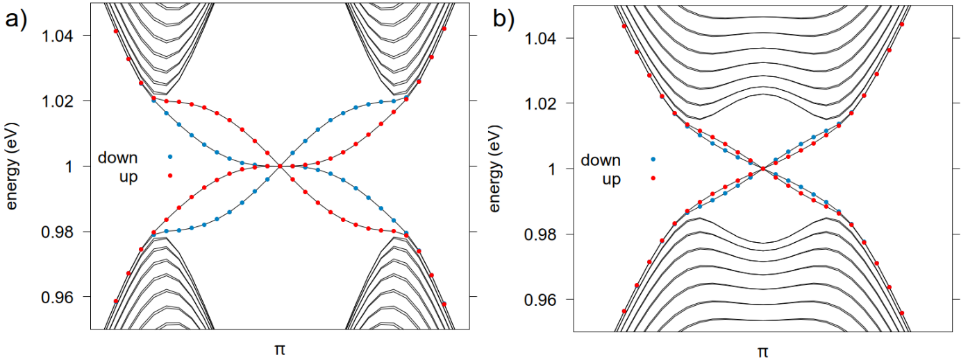 a)
energy (eV)
1.04
1.02
1
0.98
0.96
down
up
π
b)
energy (eV)
1.04
1.02
1
0.98
0.96
down
up
π